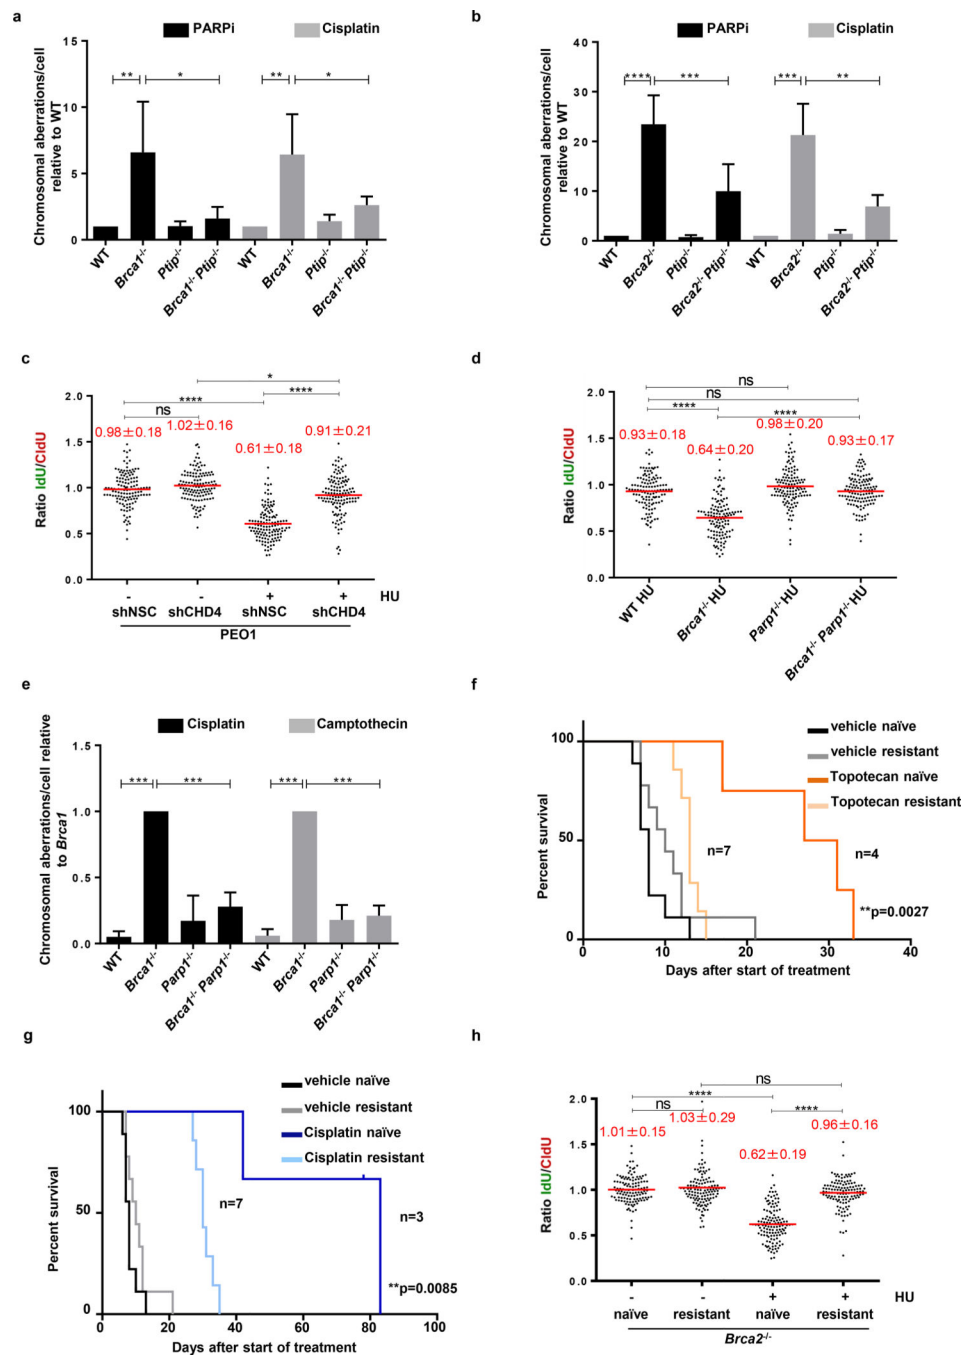 a
PARPi
Cisplatin
Chromosomal aberrations/cell
relative to WT
15
10
5
0
** * ** *
WT
Brca1-/-
Ptip-/-
Brca1-/- Ptip-/-
WT
Brca1-/-
Ptip-/-
Brca1-/- Ptip-/-
b
PARPi
Cisplatin
Chromosomal aberrations/cell
relative to WT
40
30
20
10
0
**** *** *** **
WT
Brca2-/-
Ptip-/-
Brca2-/- Ptip-/-
WT
Brca2-/-
Ptip-/-
Brca2-/- Ptip-/-
c
Ratio IdU/CldU
2.0
1.5
1.0
0.5
0.0
*
**** ****
ns
0.98±0.18 1.02±0.16 0.61±0.18 0.91±0.21
- - + + HU
shNSC shCHD4 shNSC shCHD4
PEO1
d
Ratio IdU/CldU
2.0
1.5
1.0
0.5
0.0
ns
ns
**** ****
0.93±0.18 0.64±0.20 0.98±0.20 0.93±0.17
WT HU
Brca1-/- HU
Parp1-/- HU
Brca1-/- Parp1-/- HU
e
Cisplatin
Camptothecin
Chromosomal aberrations/cell relative
to Brca1
1.5
1.0
0.5
0.0
*** *** *** ***
WT
Brca1-/-
Parp1-/-
Brca1-/- Parp1-/-
WT
Brca1-/-
Parp1-/-
Brca1-/- Parp1-/-
f
vehicle naïve
vehicle resistant
Topotecan naïve
Topotecan resistant
Percent survival
100
50
0
n=7
n=4
**p=0.0027
0 10 20 30 40
Days after start of treatment
g
vehicle naïve
vehicle resistant
Cisplatin naïve
Cisplatin resistant
Percent survival
100
50
0
n=7
n=3
**p=0.0085
0 20 40 60 80 100
Days after start of treatment
h
Ratio IdU/CldU
2.0
1.5
1.0
0.5
0.0
ns
****
ns ****
1.01±0.15 1.03±0.29 0.62±0.19 0.96±0.16
- - + + HU
naïve resistant naïve resistant
Brca2-/-